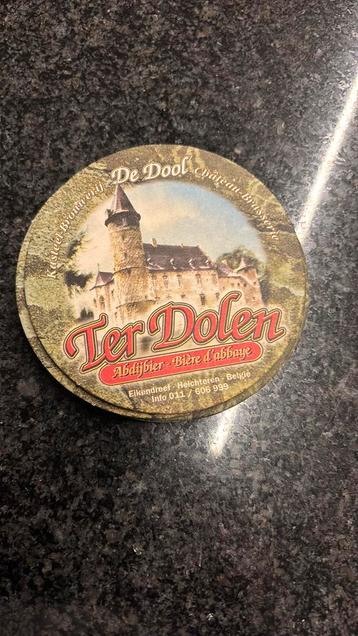 Kasteel-Brouwerij De Dool Château-Brasserie
Ter Dolen
Abdijbier - Bière d'abbaye
Eikendreef - Helchteren - België
Info 011 / 606 999